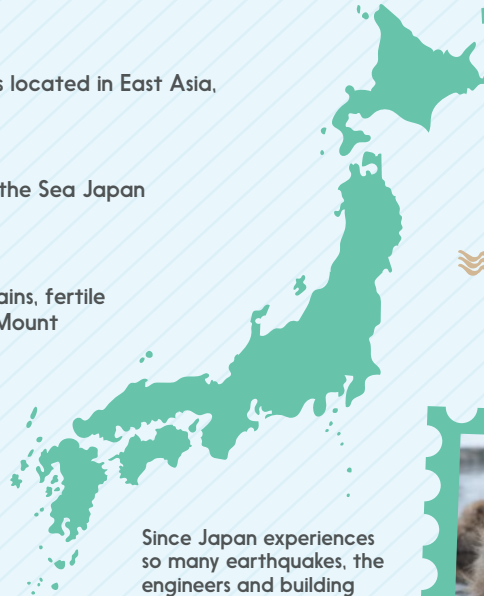 s located in East Asia,
the Sea Japan
ains, fertile
Mount
Since Japan experiences
so many earthquakes, the
engineers and building